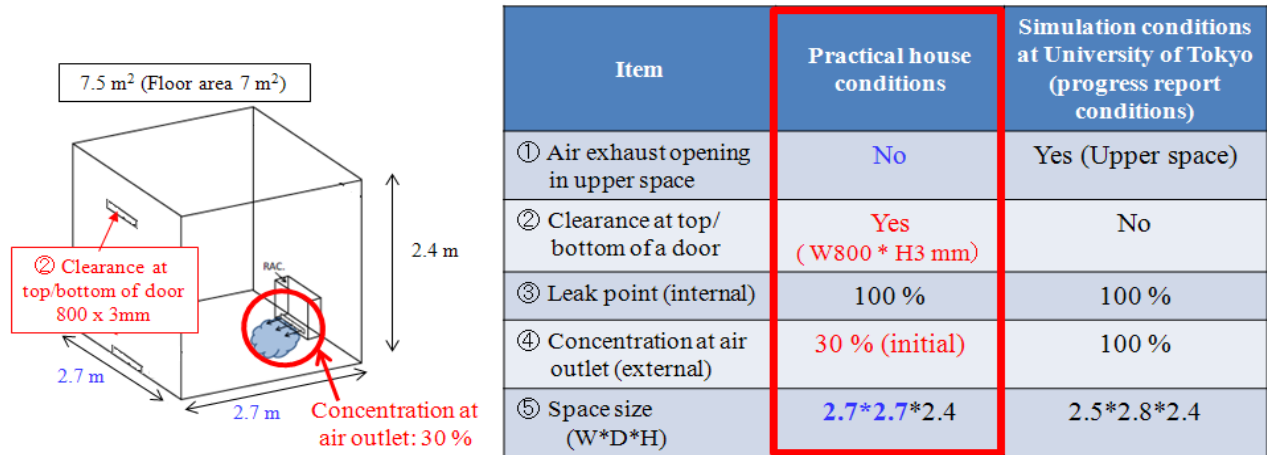 7.5 m² (Floor area 7 m²)
② Clearance at
top/bottom of door
800 x 3mm
RAC.
2.4 m
2.7 m
2.7 m
Concentration at
air outlet: 30 %
Item
Practical house
conditions
Simulation conditions
at University of Tokyo
(progress report
conditions)
① Air exhaust opening
in upper space
No
Yes (Upper space)
② Clearance at top/
bottom of a door
Yes
( W800 * H3 mm)
No
③ Leak point (internal)
100 %
100 %
④ Concentration at air
outlet (external)
30 % (initial)
100 %
⑤ Space size
(W*D*H)
2.7*2.7*2.4
2.5*2.8*2.4